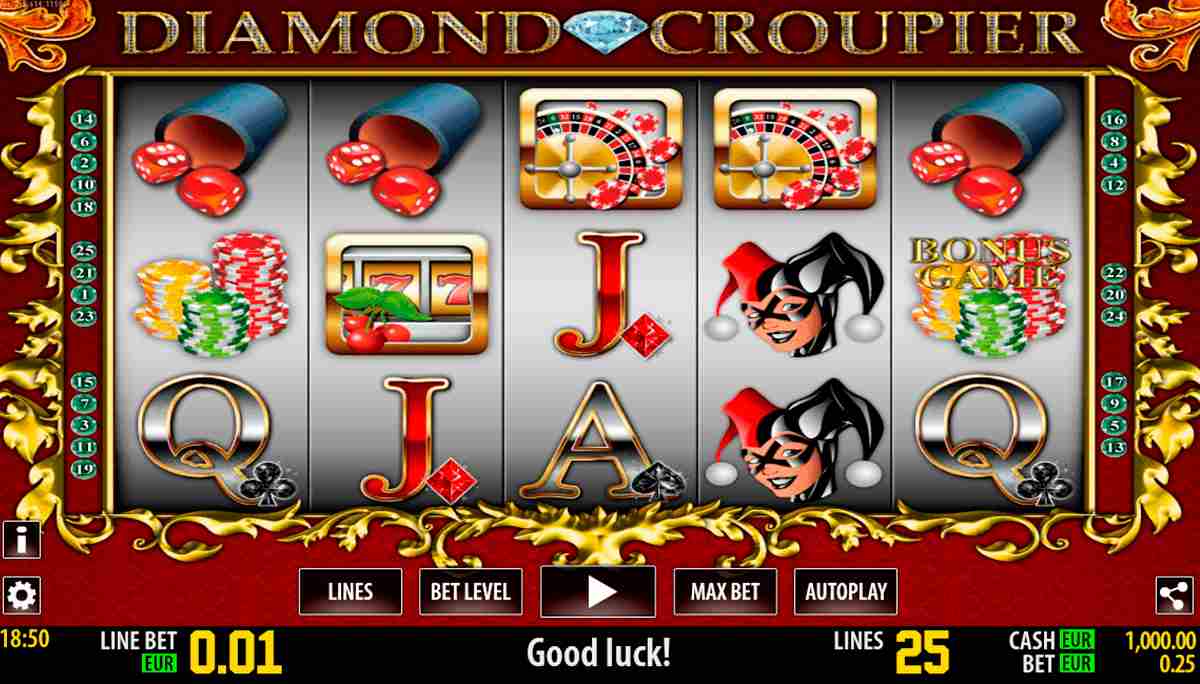 DIAMOND CROUPIER
14
6
2
10
18
25
21
1
23
15
7
3
11
19
16
8
4
12
22
20
24
17
9
5
13
7 7
BONUS
GAME
J
Q
J
A
Q
i
LINES
BET LEVEL
MAX BET
AUTOPLAY
18:50
LINE BET
EUR
0.01
Good luck!
LINES
25
CASH EUR 1,000.00
BET EUR 0.25